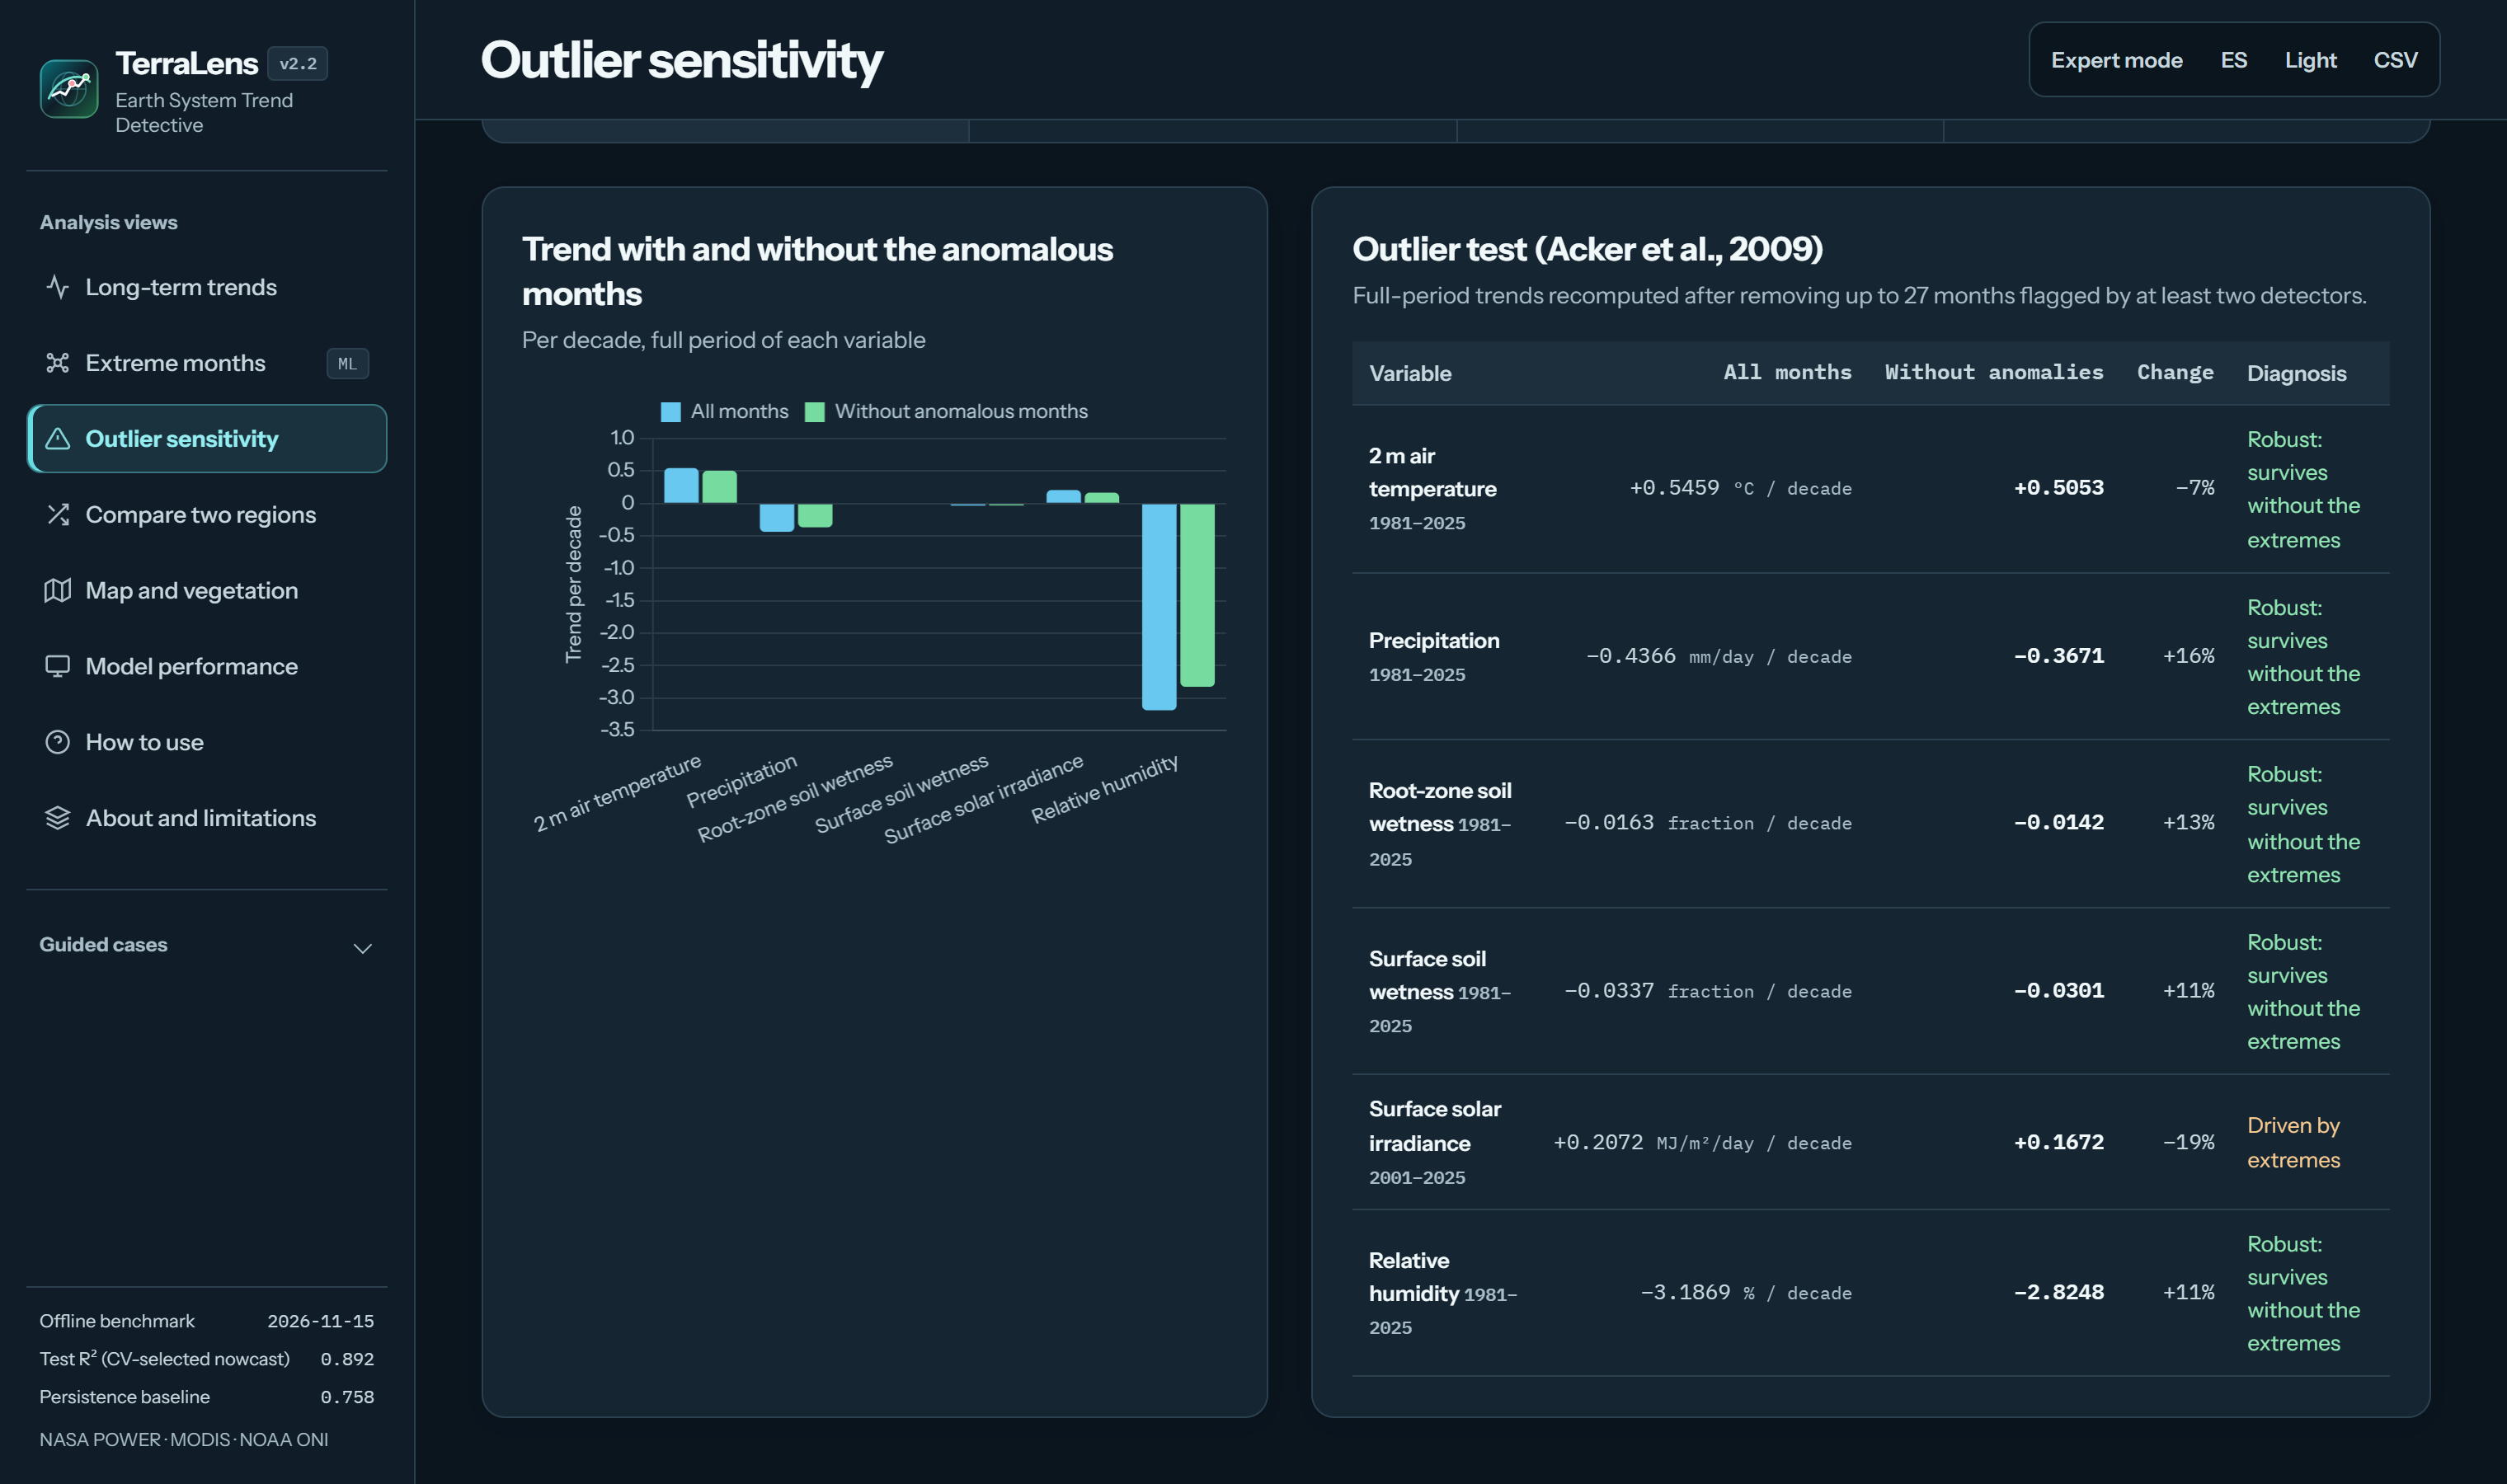 TerraLens v2.2
Earth System Trend
Detective
Analysis views
Long-term trends
Extreme months ML
Outlier sensitivity
Compare two regions
Map and vegetation
Model performance
How to use
About and limitations
Guided cases
Offline benchmark 2026-11-15
Test R² (CV-selected nowcast) 0.892
Persistence baseline 0.758
NASA POWER · MODIS · NOAA ONI
Outlier sensitivity
Expert mode ES Light CSV
Trend with and without the anomalous
months
Per decade, full period of each variable
All months Without anomalous months
1.0
0.5
0
-0.5
-1.0
-1.5
-2.0
-2.5
-3.0
-3.5
Trend per decade
2 m air temperature
Precipitation
Root-zone soil wetness
Surface soil wetness
Surface solar irradiance
Relative humidity
Outlier test (Acker et al., 2009)
Full-period trends recomputed after removing up to 27 months flagged by at least two detectors.
Variable All months Without anomalies Change Diagnosis
2 m air
temperature
1981–2025
+0.5459 °C / decade +0.5053 −7%
Robust:
survives
without the
extremes
Precipitation
1981–2025
−0.4366 mm/day / decade −0.3671 +16%
Robust:
survives
without the
extremes
Root-zone soil
wetness 1981–
2025
−0.0163 fraction / decade −0.0142 +13%
Robust:
survives
without the
extremes
Surface soil
wetness 1981–
2025
−0.0337 fraction / decade −0.0301 +11%
Robust:
survives
without the
extremes
Surface solar
irradiance
2001–2025
+0.2072 MJ/m²/day / decade +0.1672 −19%
Driven by
extremes
Relative
humidity 1981–
2025
−3.1869 % / decade −2.8248 +11%
Robust:
survives
without the
extremes